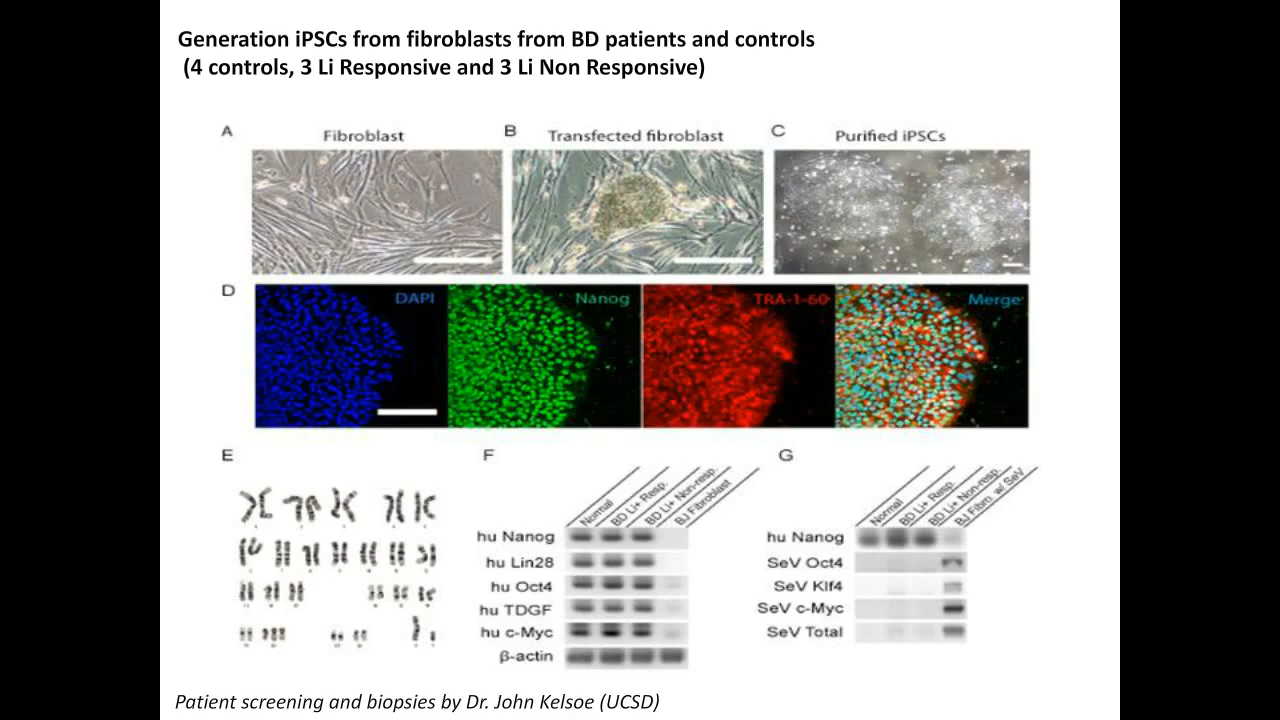 Generation iPSCs from fibroblasts from BD patients and controls
(4 controls, 3 Li Responsive and 3 Li Non Responsive)
A
Fibroblast
B
Transfected fibroblast
C
Purified iPSCs
D
DAPI
Nanog
TRA-1-60
Merge
E
F
Normal
BD Li+ Resp.
BD Li+ Non-resp.
BJ Fibroblast
hu Nanog
hu Lin28
hu Oct4
hu TDGF
hu c-Myc
β-actin
G
Normal
BD Li+ Resp.
BD Li+ Non-resp.
BJ Fibro. w/ SeV
hu Nanog
SeV Oct4
SeV Klf4
SeV c-Myc
SeV Total
Patient screening and biopsies by Dr. John Kelsoe (UCSD)